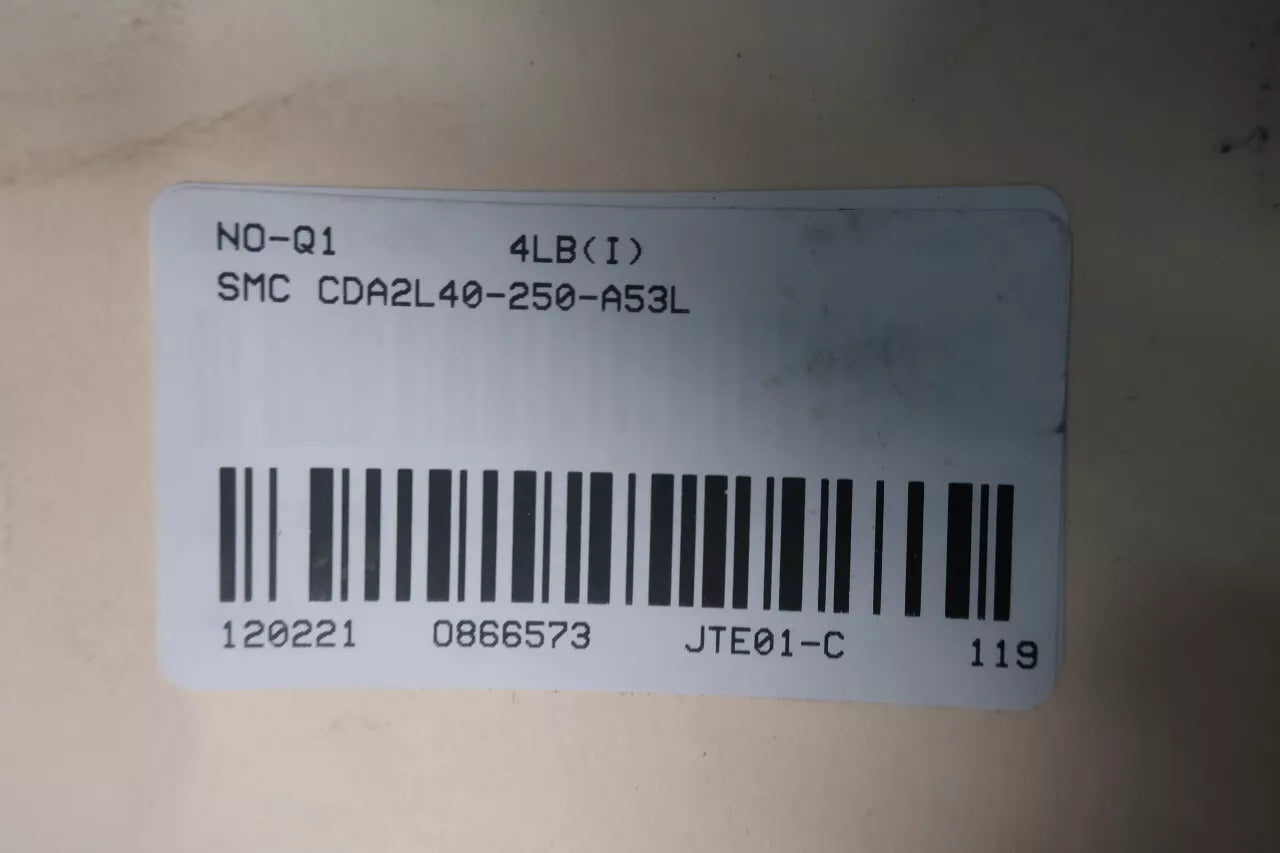 NO-Q1 4LB(I)
SMC CDA2L40-250-A53L
120221 0866573 JTE01-C 119